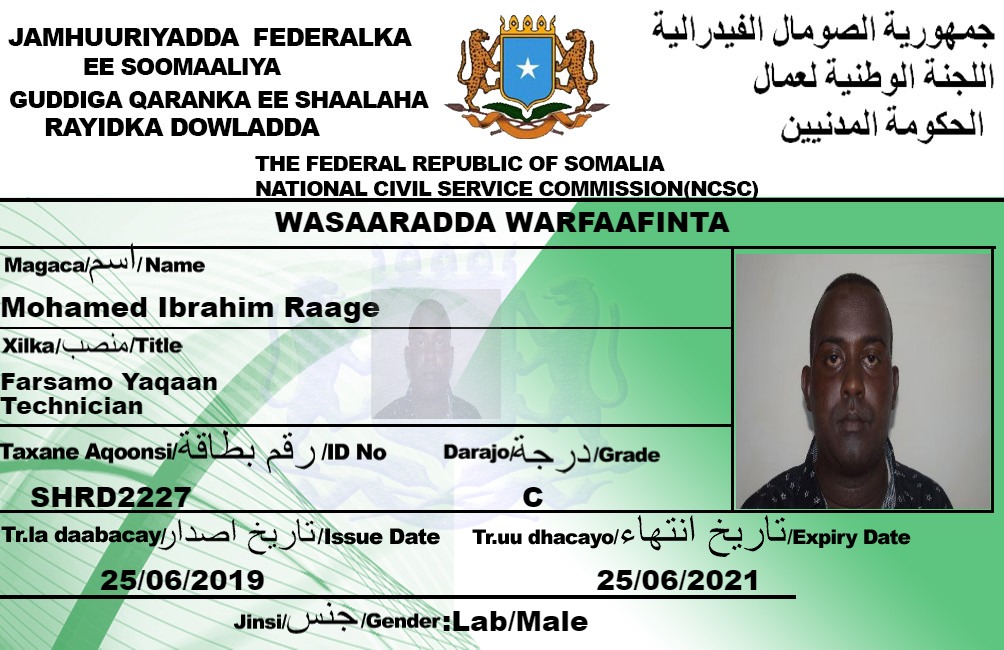 JAMHUURIYADDA FEDERALKA
EE SOOMAALIYA
GUDDIGA QARANKA EE SHAALAHA
RAYIDKA DOWLADDA
جمهورية الصومال الفيدرالية
اللجنة الوطنية لعمال
الحكومة المدنيين
THE FEDERAL REPUBLIC OF SOMALIA
NATIONAL CIVIL SERVICE COMMISSION(NCSC)
WASAARADDA WARFAAFINTA
Magaca/اسم/Name
Mohamed Ibrahim Raage
Xilka/منصب/Title
Farsamo Yaqaan
Technician
Taxane Aqoonsi/رقم بطاقة/ID No
Darajo/درجة/Grade
SHRD2227
C
Tr.la daabacay/تاريخ اصدار/Issue Date
Tr.uu dhacayo/تاريخ انتهاء/Expiry Date
25/06/2019
25/06/2021
Jinsi/جنس/Gender:Lab/Male